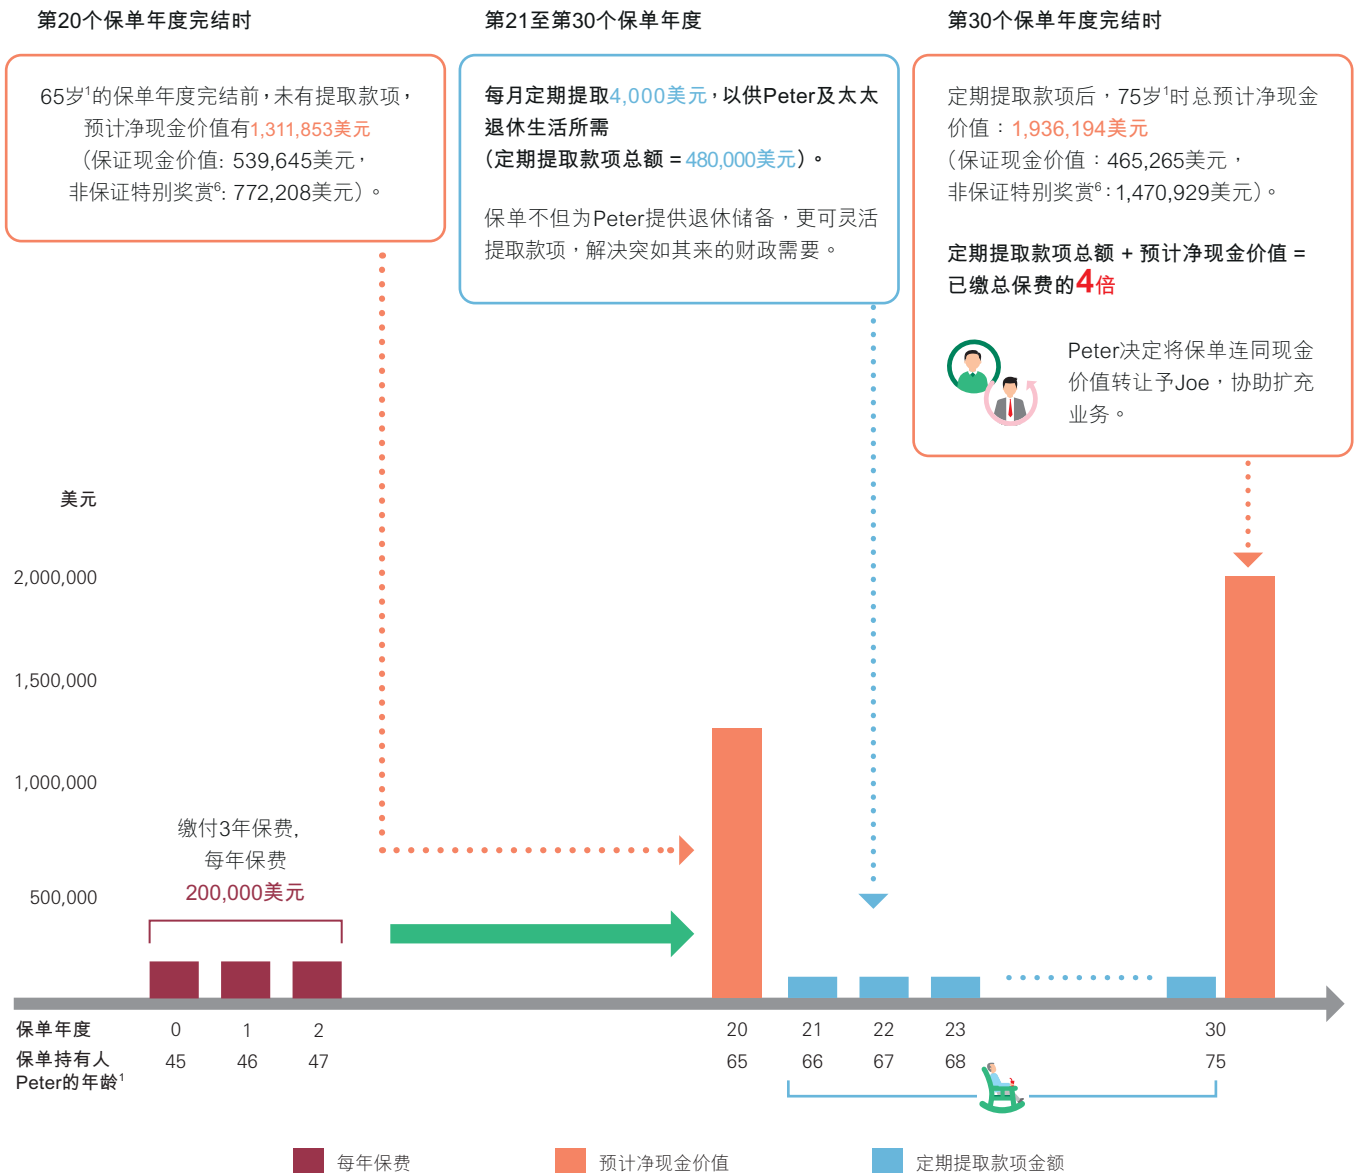 第20个保单年度完结时
65岁1的保单年度完结前，未有提取款项，
预计净现金价值有1,311,853美元
（保证现金价值: 539,645美元，
非保证特别奖赏6: 772,208美元）。
第21至第30个保单年度
每月定期提取4,000美元，以供Peter及太太
退休生活所需
（定期提取款项总额 = 480,000美元）。
保单不但为Peter提供退休储备，更可灵活
提取款项，解决突如其来的财政需要。
第30个保单年度完结时
定期提取款项后，75岁1时总预计净现金
价值：1,936,194美元
（保证现金价值：465,265美元，
非保证特别奖赏6：1,470,929美元）。
定期提取款项总额 + 预计净现金价值 =
已缴总保费的4倍
Peter决定将保单连同现金
价值转让予Joe，协助扩充
业务。
美元
2,000,000
1,500,000
1,000,000
500,000
缴付3年保费,
每年保费
200,000美元
保单年度 0 1 2 20 21 22 23 30
保单持有人
Peter的年龄1 45 46 47 65 66 67 68 75
每年保费 预计净现金价值 定期提取款项金额